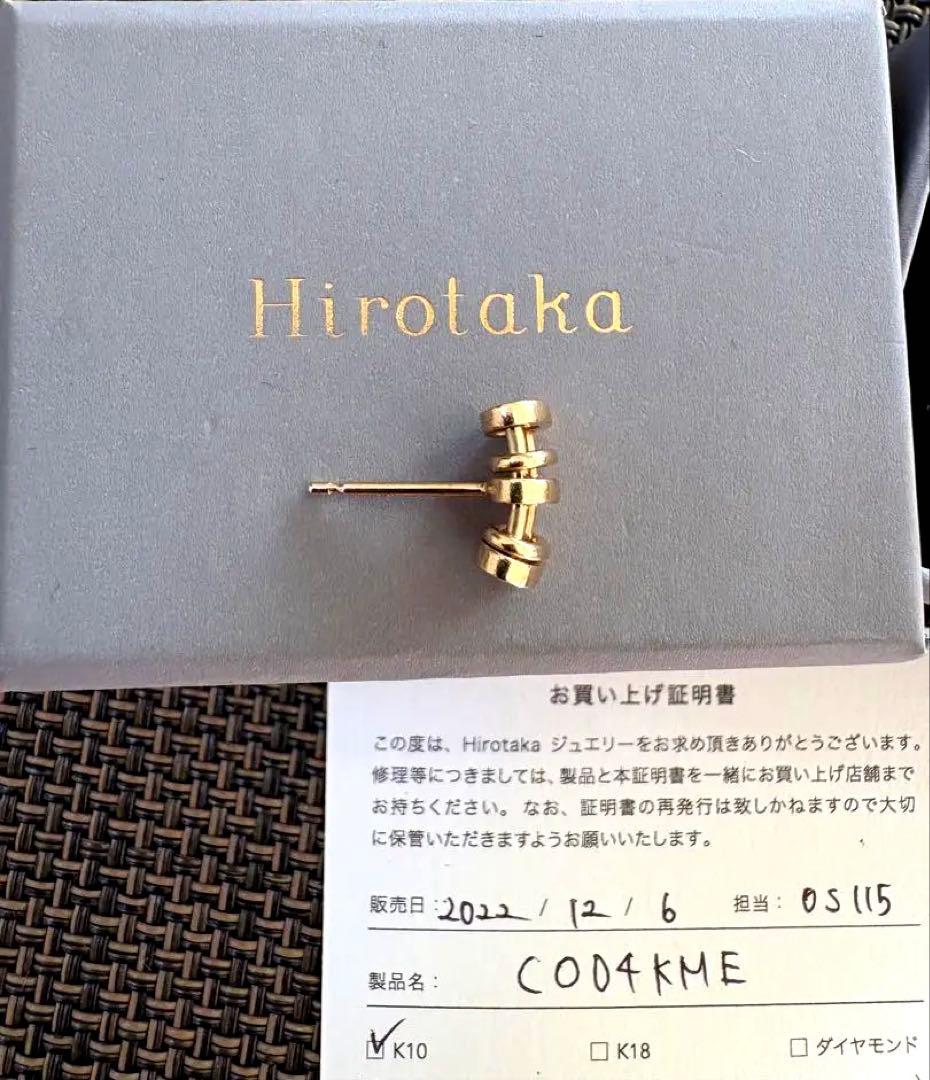 Hirotaka
お買い上げ証明書
この度は、Hirotaka ジュエリーをお求め頂きありがとうございます。
修理等につきましては、製品と本証明書を一緒にお買い上げ店舗まで
お持ちください。なお、証明書の再発行は致しかねますので大切
に保管いただきますようお願いいたします。
販売日：2022 / 12 / 6 担当：OS115
製品名： COD4KME
☑ K10 ☐ K18 ☐ ダイヤモンド